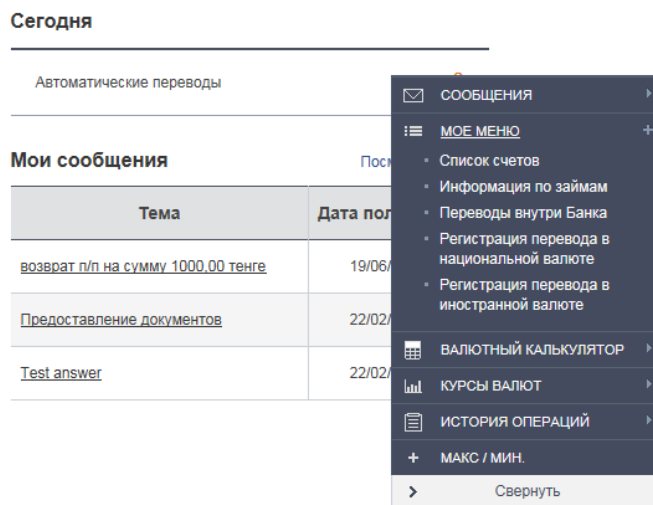 Сегодня
Автоматические переводы
Мои сообщения
Тема
Дата пол
возврат п/п на сумму 1000,00 тенге
19/06/
Предоставление документов
22/02/
Test answer
22/02/
СООБЩЕНИЯ
МОЕ МЕНЮ
Список счетов
Информация по займам
Переводы внутри Банка
Регистрация перевода в
национальной валюте
Регистрация перевода в
иностранной валюте
ВАЛЮТНЫЙ КАЛЬКУЛЯТОР
КУРСЫ ВАЛЮТ
ИСТОРИЯ ОПЕРАЦИЙ
+ МАКС / МИН.
Свернуть